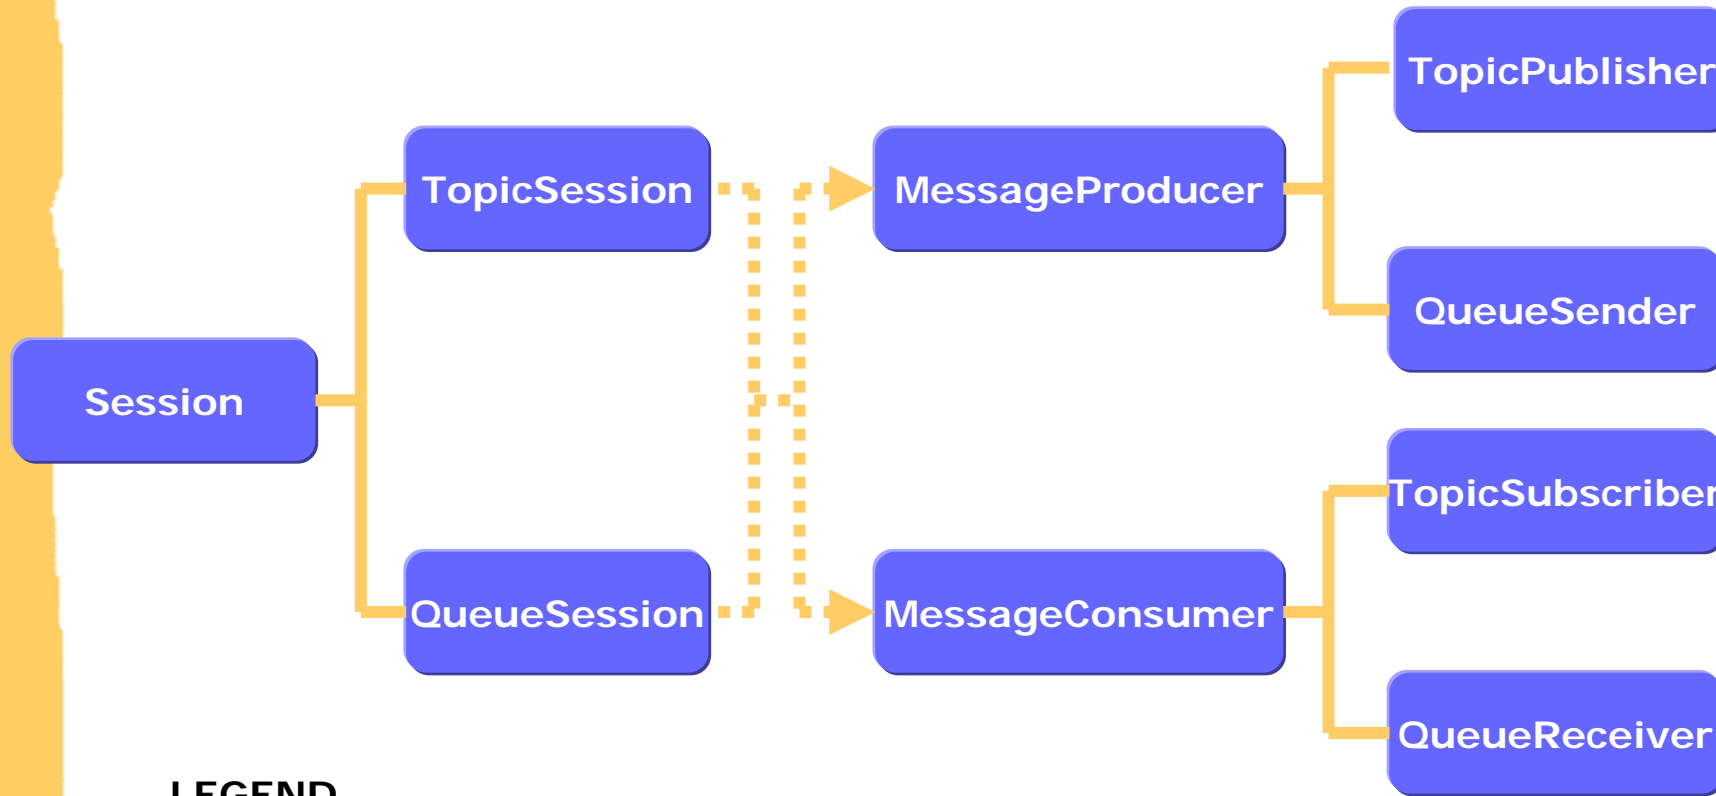 TopicPublisher
TopicSession
MessageProducer
QueueSender
Session
TopicSubscriber
QueueSession
MessageConsumer
QueueReceiver
LEGEND